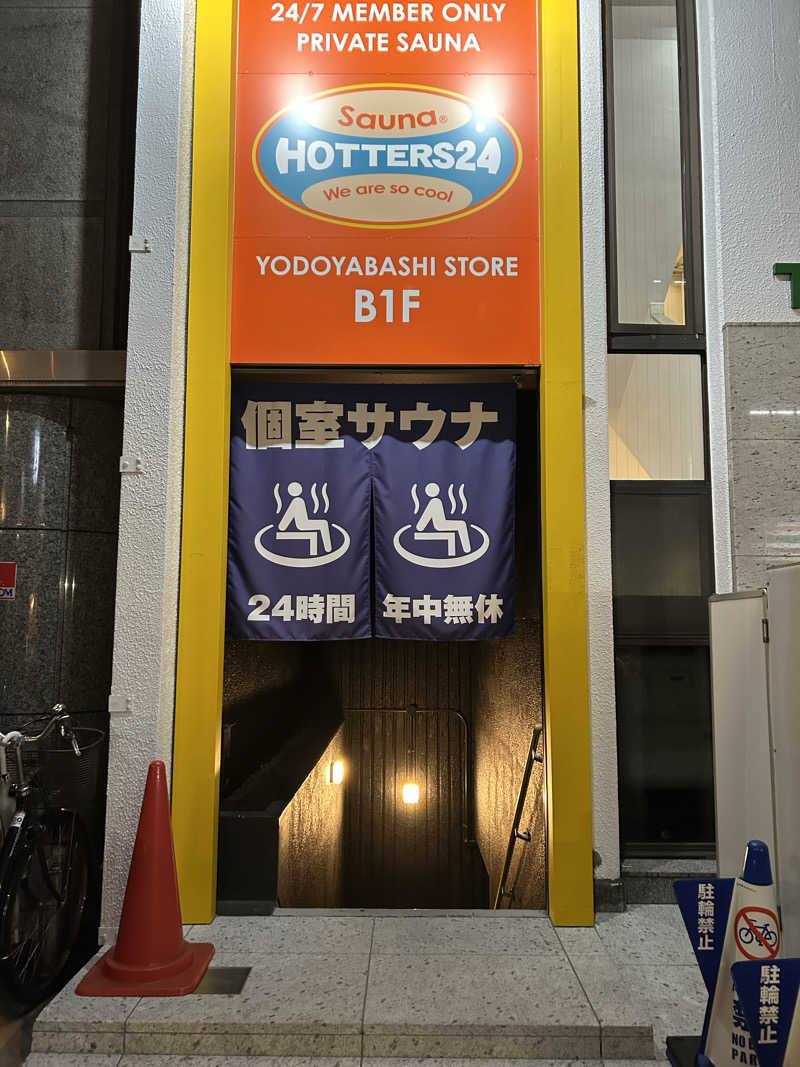 24/7 MEMBER ONLY
PRIVATE SAUNA
Sauna®
HOTTERS24
We are so cool
YODOYABASHI STORE
B1F
個室サウナ
24時間 年中無休
駐輪禁止
駐輪禁止